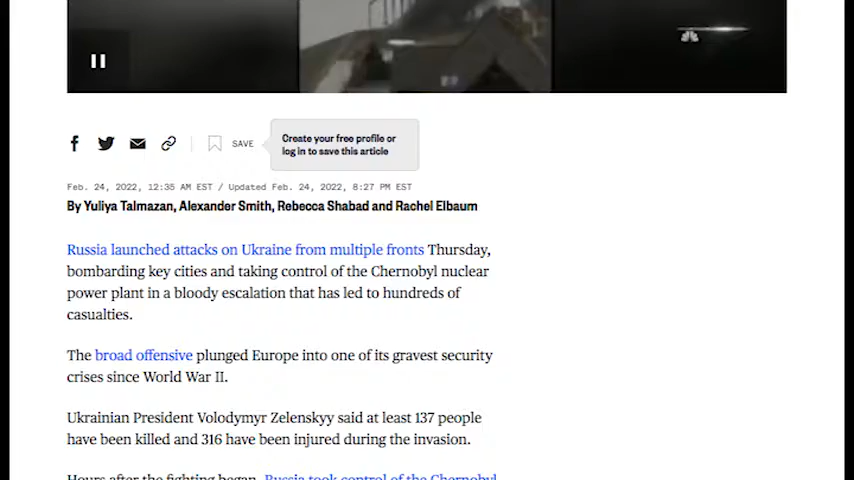 SAVE
Create your free profile or
log in to save this article
Feb. 24, 2022, 12:35 AM EST / Updated Feb. 24, 2022, 8:27 PM EST
By Yuliya Talmazan, Alexander Smith, Rebecca Shabad and Rachel Elbaum
Russia launched attacks on Ukraine from multiple fronts Thursday,
bombarding key cities and taking control of the Chernobyl nuclear
power plant in a bloody escalation that has led to hundreds of
casualties.
The broad offensive plunged Europe into one of its gravest security
crises since World War II.
Ukrainian President Volodymyr Zelenskyy said at least 137 people
have been killed and 316 have been injured during the invasion.
Hours after the fighting began, Russia took control of the Chernobyl